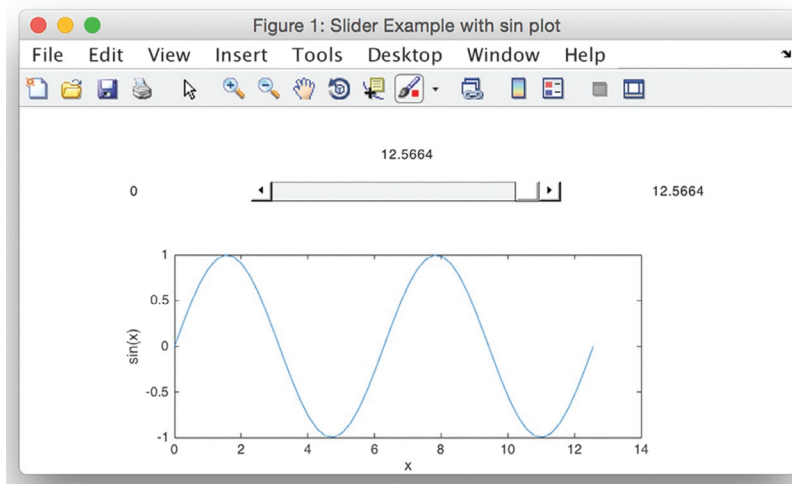 Figure 1: Slider Example with sin plot
File Edit View Insert Tools Desktop Window Help
12.5664
0 12.5664
1
0.5
0
-0.5
-1
sin(x)
0 2 4 6 8 10 12 14
x